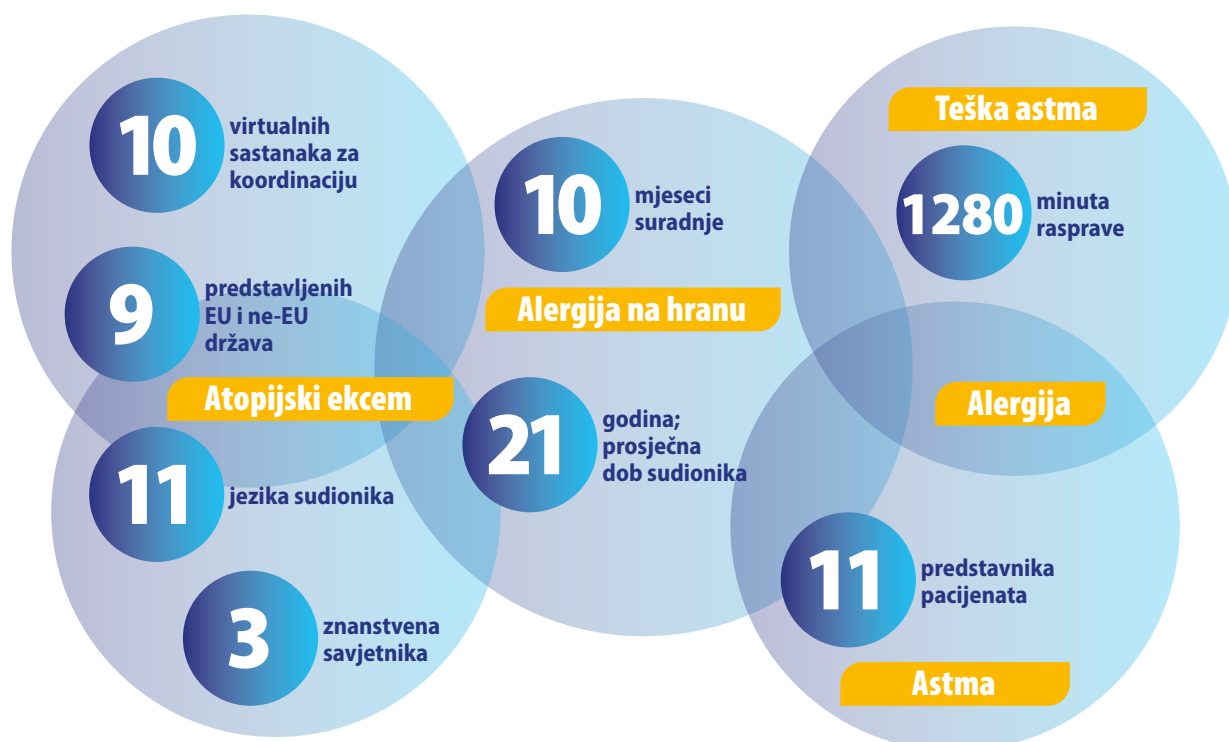 10
virtualnih
sastanaka za
koordinaciju
9
predstavljenih
EU i ne-EU
država
Atopijski ekcem
11
jezika sudionika
3
znanstvena
savjetnika
10
mjeseci
suradnje
Alergija na hranu
21
godina;
prosječna
dob sudionika
Teška astma
1280
minuta
rasprave
Alergija
11
predstavnika
pacijenata
Astma